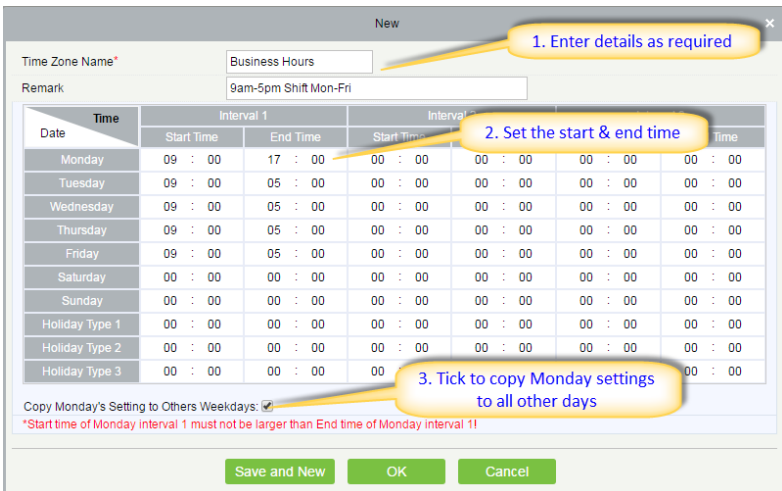 New
×
1. Enter details as required
Time Zone Name* Business Hours
Remark 9am-5pm Shift Mon-Fri
Time Interval 1 Inter
Date Start Time End Time Start Time Time
2. Set the start & end time
Monday 09 : 00 17 : 00 00 : 00 00 : 00 00 : 00 00 : 00
Tuesday 09 : 00 05 : 00 00 : 00 00 : 00 00 : 00 00 : 00
Wednesday 09 : 00 05 : 00 00 : 00 00 : 00 00 : 00 00 : 00
Thursday 09 : 00 05 : 00 00 : 00 00 : 00 00 : 00 00 : 00
Friday 09 : 00 05 : 00 00 : 00 00 : 00 00 : 00 00 : 00
Saturday 00 : 00 00 : 00 00 : 00 00 : 00 00 : 00 00 : 00
Sunday 00 : 00 00 : 00 00 : 00 00 : 00 00 : 00 00 : 00
Holiday Type 1 00 : 00 00 : 00 00 : 00 00 : 00 00 : 00 00 : 00
Holiday Type 2 00 : 00 00 : 00 00 : 00 00 : 00 00 : 00 00 : 00
Holiday Type 3 00 : 00 00 : 00 00 : 00 : 00
3. Tick to copy Monday settings
to all other days
Copy Monday's Setting to Others Weekdays:
*Start time of Monday interval 1 must not be larger than End time of Monday interval 1!
Save and New OK Cancel